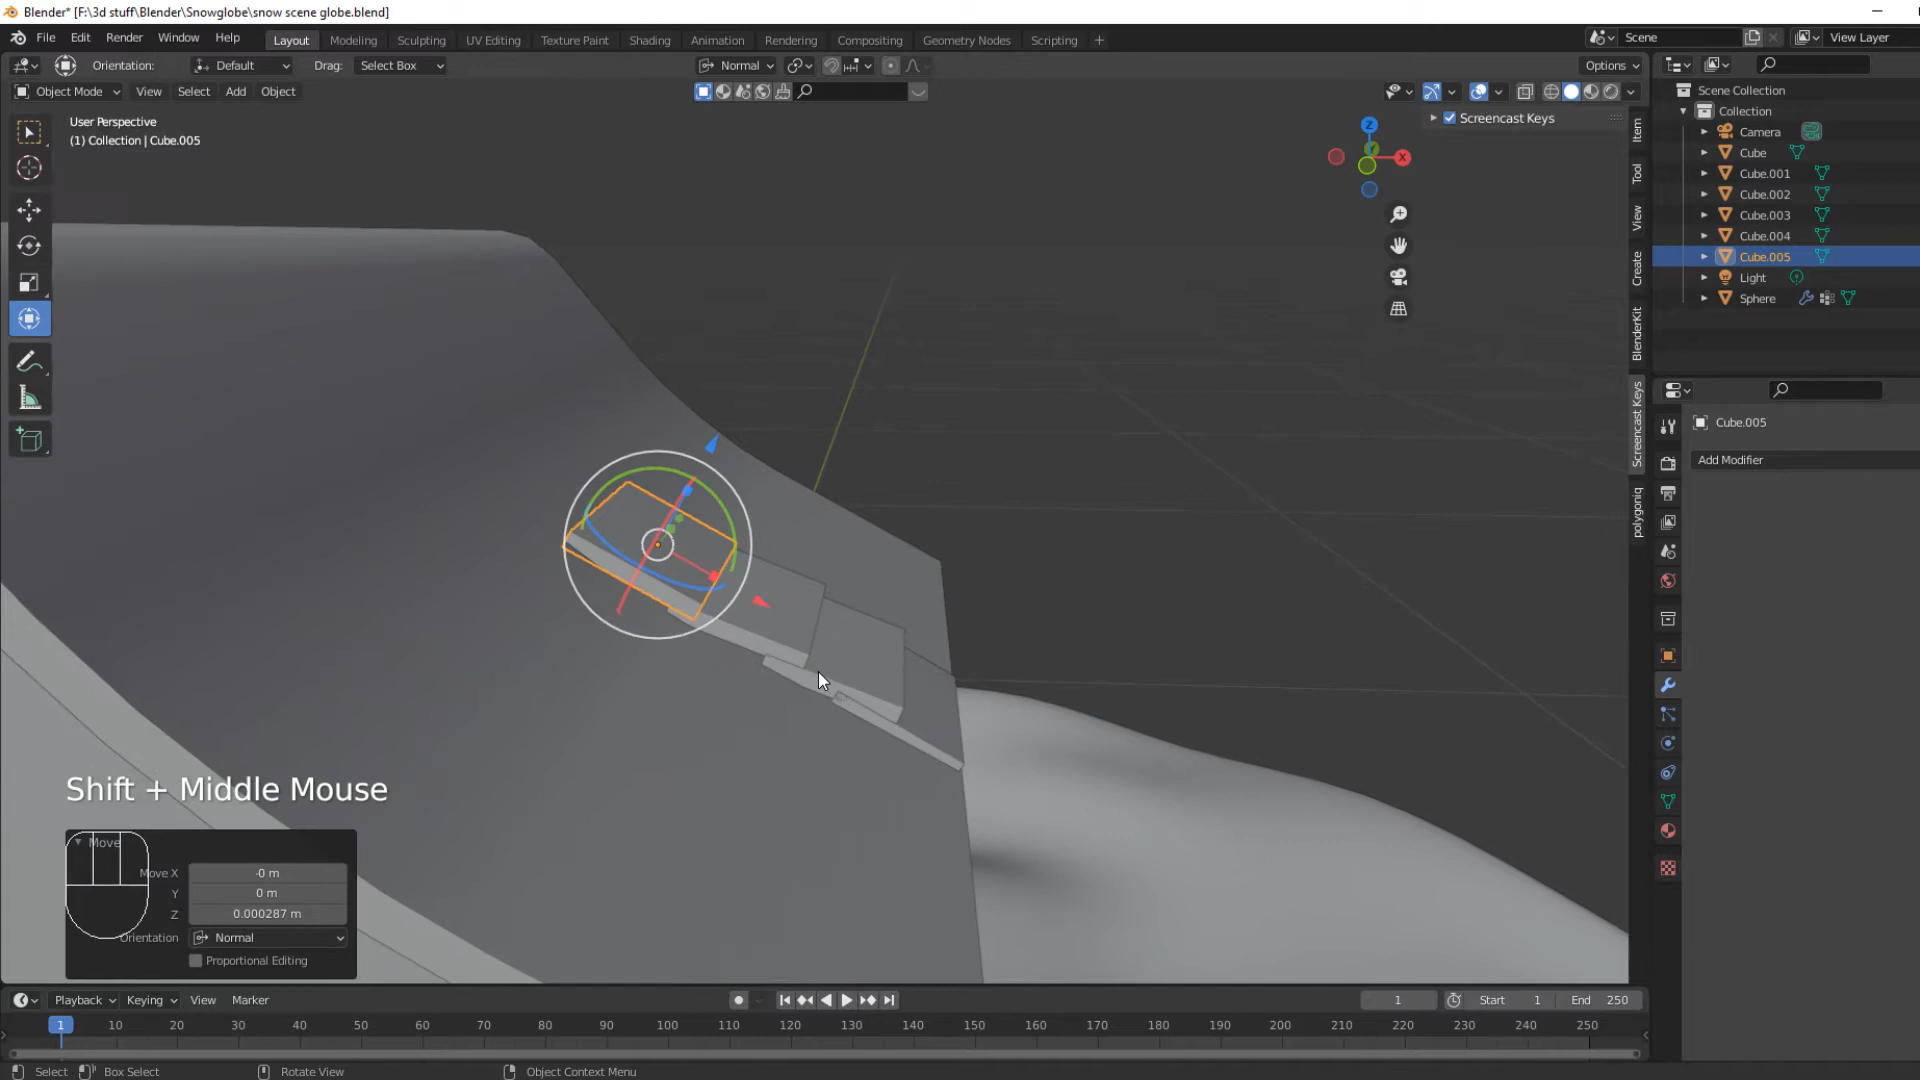 Blender* [F:\3d stuff\Blender\Snowglobe\snow scene globe.blend]
File Edit Render Window Help Layout Modeling Sculpting UV Editing Texture Paint Shading Animation Rendering Compositing Geometry Nodes Scripting + Scene View Layer
Orientation: Default Drag: Select Box Normal Options
Object Mode View Select Add Object
User Perspective
(1) Collection | Cube.005
Screencast Keys
Z
X
Item
Tool
View
Create
BlenderKit
Screencast Keys
polygoniq
Scene Collection
Collection
Camera
Cube
Cube.001
Cube.002
Cube.003
Cube.004
Cube.005
Light
Sphere
Cube.005
Add Modifier
Shift + Middle Mouse
Move
Move X -0 m
Y 0 m
Z 0.000287 m
Orientation Normal
Proportional Editing
Playback Keying View Marker 1 Start 1 End 250
1 10 20 30 40 50 60 70 80 90 100 110 120 130 140 150 160 170 180 190 200 210 220 230 240 250
Select Box Select Rotate View Object Context Menu